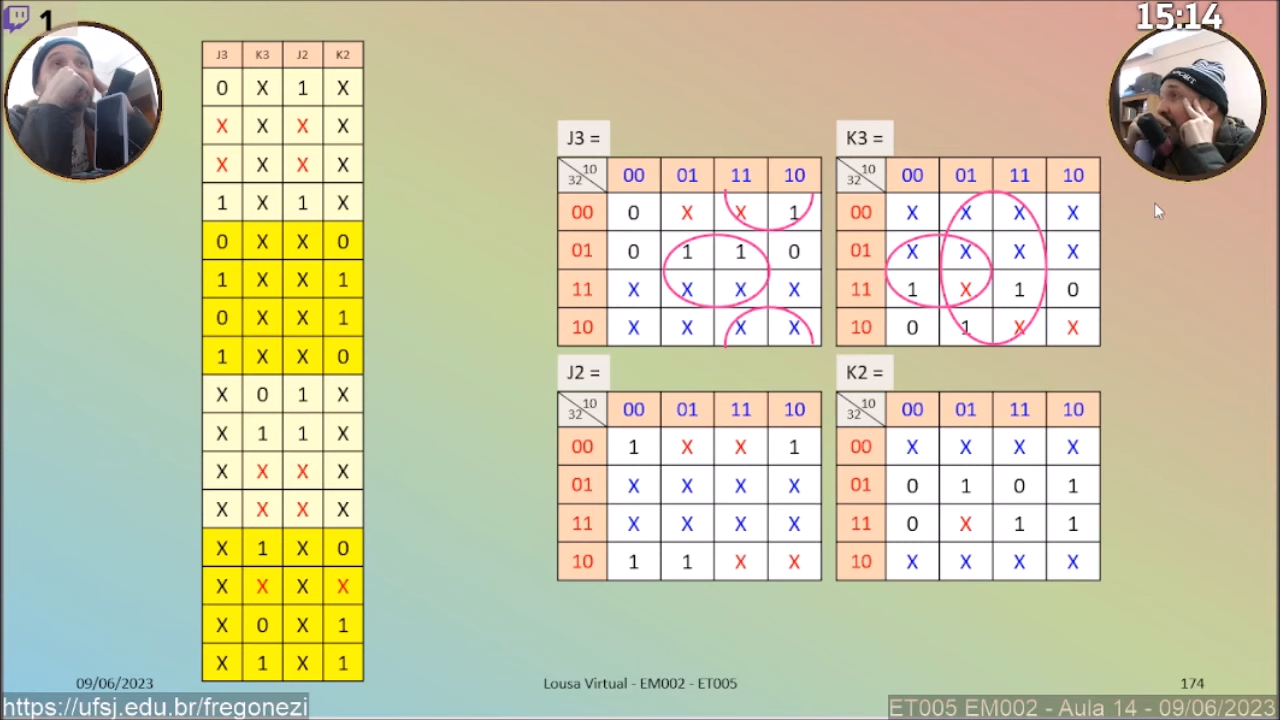 1
15:14
J3 K3 J2 K2
0 X 1 X
X X X X
X X X X
1 X 1 X
0 X X 0
1 X X 1
0 X X 1
1 X X 0
X 0 1 X
X 1 1 X
X X X X
X X X X
X 1 X 0
X X X X
X 0 X 1
X 1 X 1
J3 =
32 10 00 01 11 10
00 0 X X 1
01 0 1 1 0
11 X X X X
10 X X X X
K3 =
32 10 00 01 11 10
00 X X X X
01 X X X X
11 1 X 1 0
10 0 1 X X
J2 =
32 10 00 01 11 10
00 1 X X 1
01 X X X X
11 X X X X
10 1 1 X X
K2 =
32 10 00 01 11 10
00 X X X X
01 0 1 0 1
11 0 X 1 1
10 X X X X
09/06/2023
Lousa Virtual - EM002 - ET005
174
https://ufsj.edu.br/fregonezi
ET005 EM002 - Aula 14 - 09/06/2023